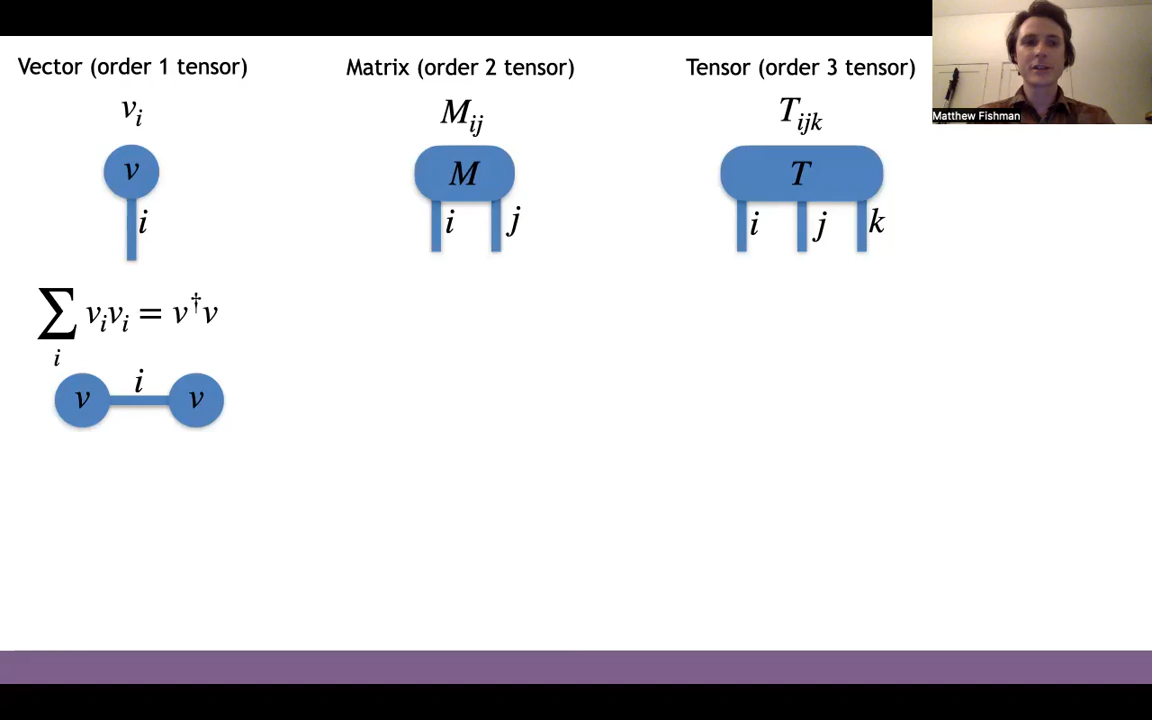 Vector (order 1 tensor)
v_i
v
i
∑_i v_i v_i = v†v
v i v
Matrix (order 2 tensor)
M_ij
M
i j
Tensor (order 3 tensor)
T_ijk
T
i j k
Matthew Fishman